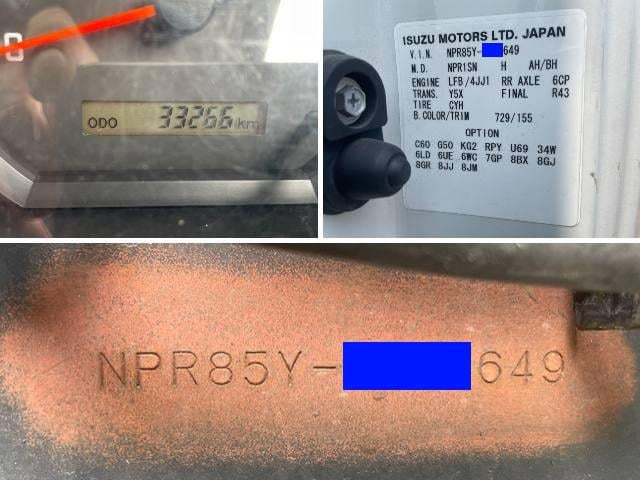 0
ODO 33266 km
ISUZU MOTORS LTD. JAPAN
V.I.N. NPR85Y- 649
M.D. NPR1SN H AH/BH
ENGINE LFB/4JJ1 RR AXLE 6CP
TRANS. Y5X FINAL R43
TIRE CYH
B.COLOR/TRIM 729/155
OPTION
C60 G50 KG2 RPY U69 34W
6LD 6UE 6WC 7GP 8BX 8GJ
8GR 8JJ 8JM
NPR85Y- 649